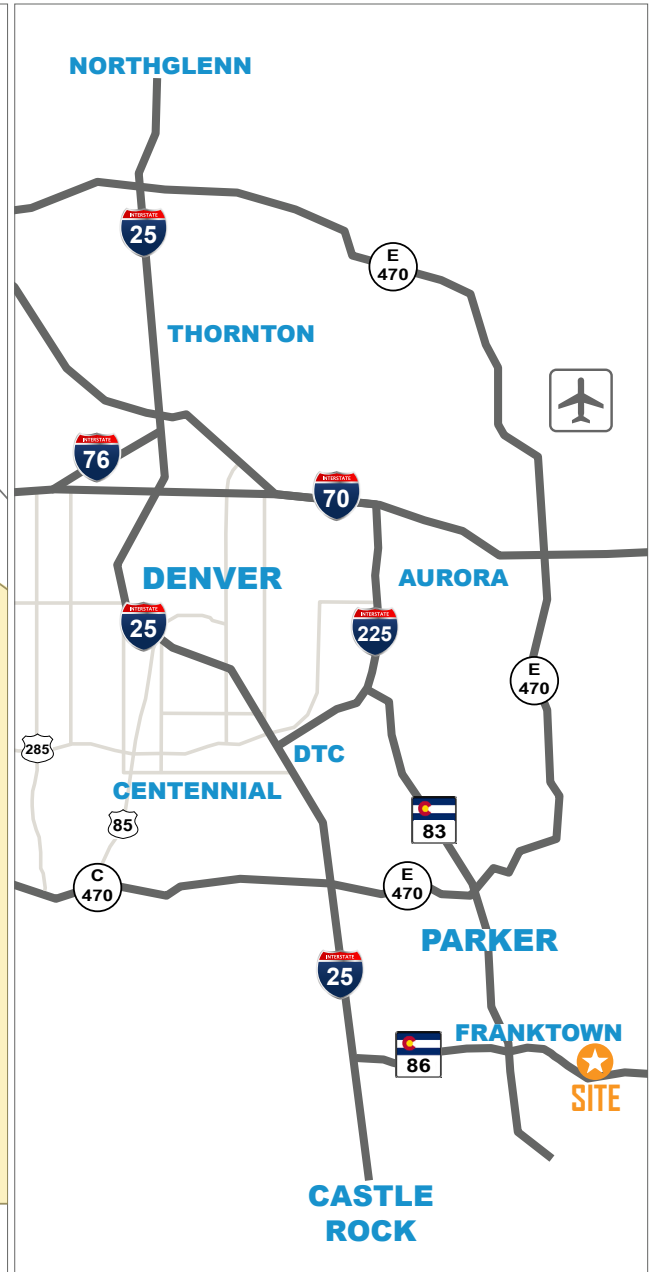 NORTHGLENN
INTERSTATE
25
E
470
THORNTON
INTERSTATE
76
INTERSTATE
70
DENVER
AURORA
INTERSTATE
25
INTERSTATE
225
E
470
285
DTC
CENTENNIAL
85
83
C
470
E
470
PARKER
INTERSTATE
25
FRANKTOWN
86
SITE
CASTLE
ROCK